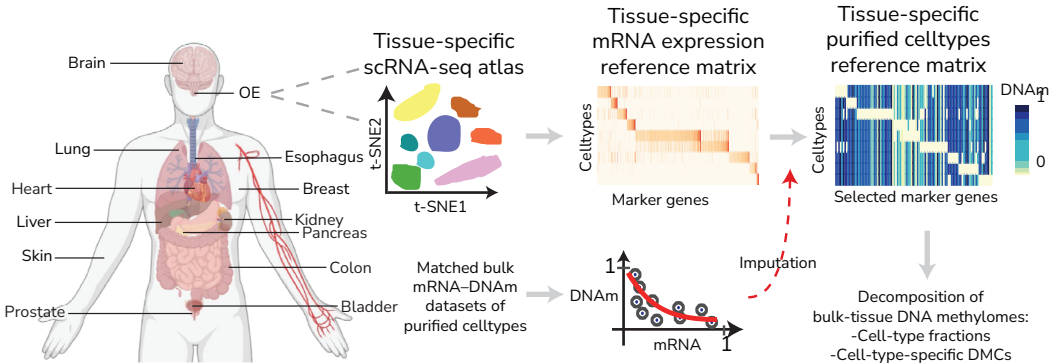 Brain
OE
Lung
Esophagus
Heart
Breast
Liver
Kidney
Pancreas
Skin
Colon
Prostate
Bladder
Tissue-specific
scRNA-seq atlas
t-SNE2
t-SNE1
Matched bulk
mRNA–DNAm
datasets of
purified celltypes
Tissue-specific
mRNA expression
reference matrix
Celltypes
Marker genes
1
DNAm
mRNA
1
Imputation
Tissue-specific
purified celltypes
reference matrix
Celltypes
Selected marker genes
DNAm
1
0
Decomposition of
bulk-tissue DNA methylomes:
-Cell-type fractions
-Cell-type-specific DMCs